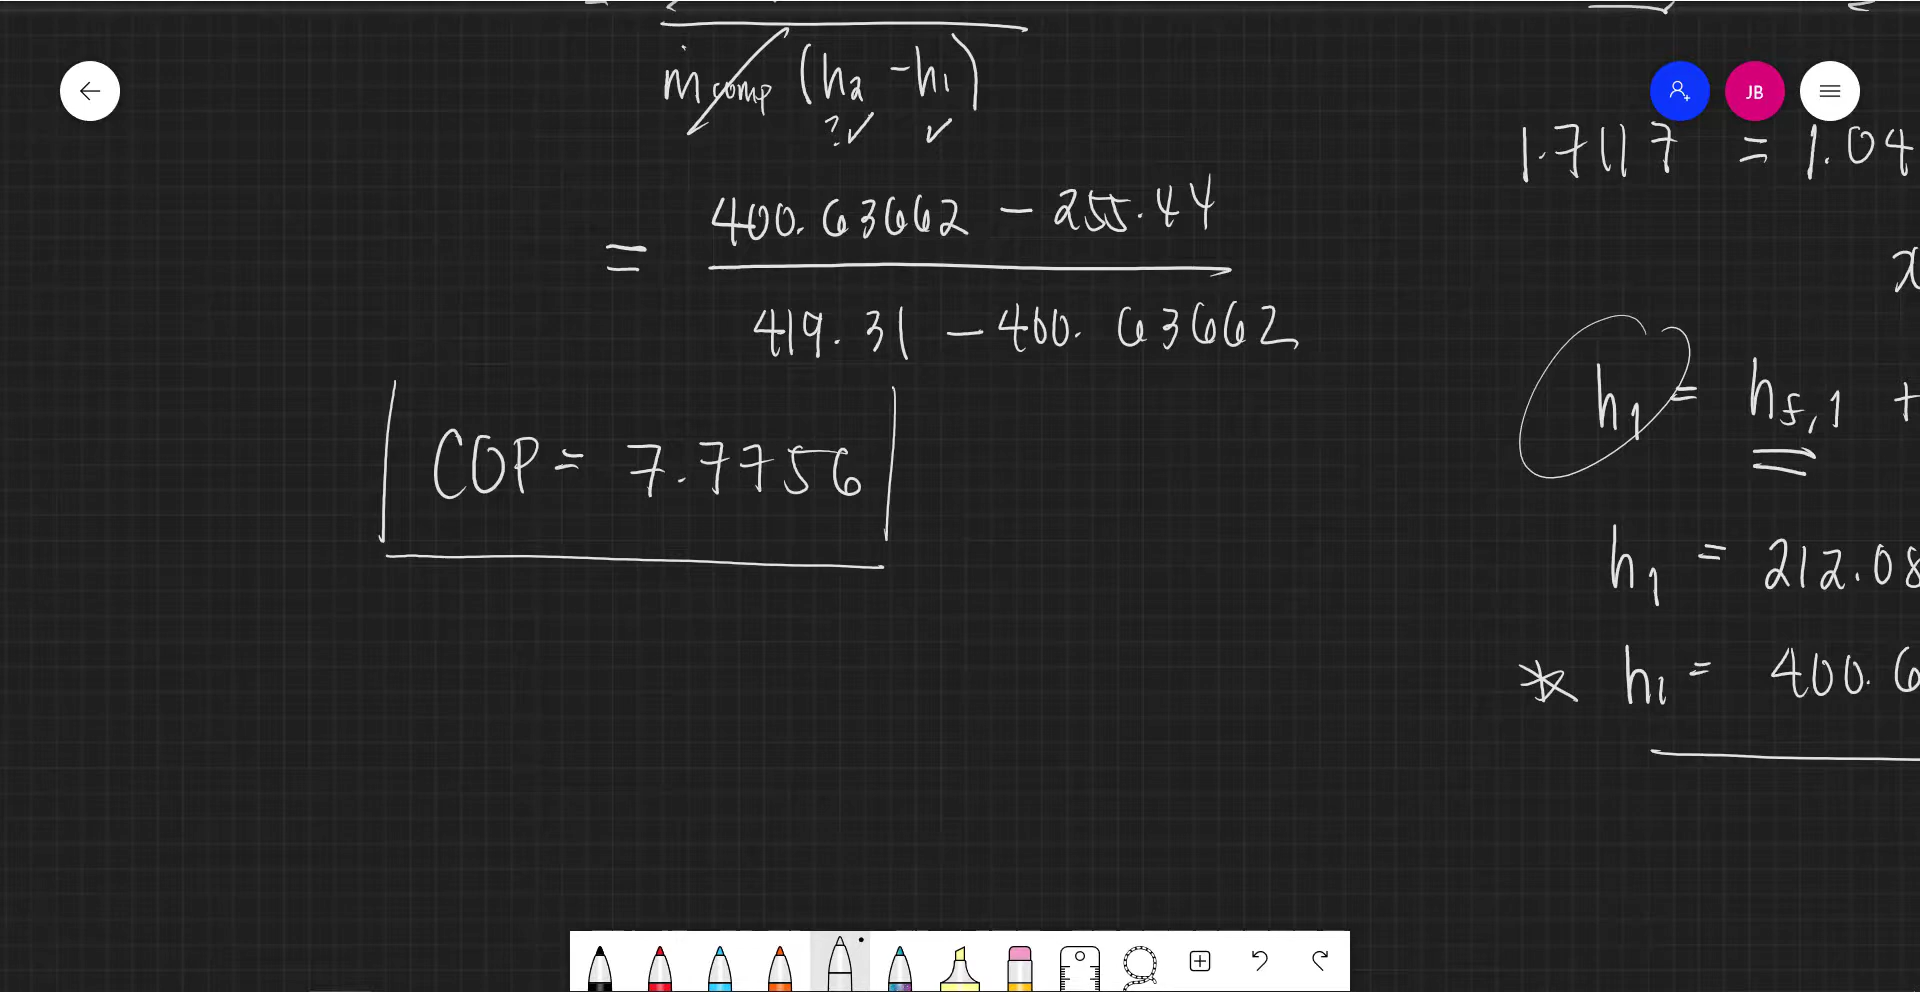 ṁcomp (h2 - h1)
?✓ ✓
= 400.63662 - 255.44
419.31 - 400.63662
COP = 7.7756
JB
1.7117 = 1.04
x
h1 = hf,1 +
h1 = 212.08
* h1 = 400.6